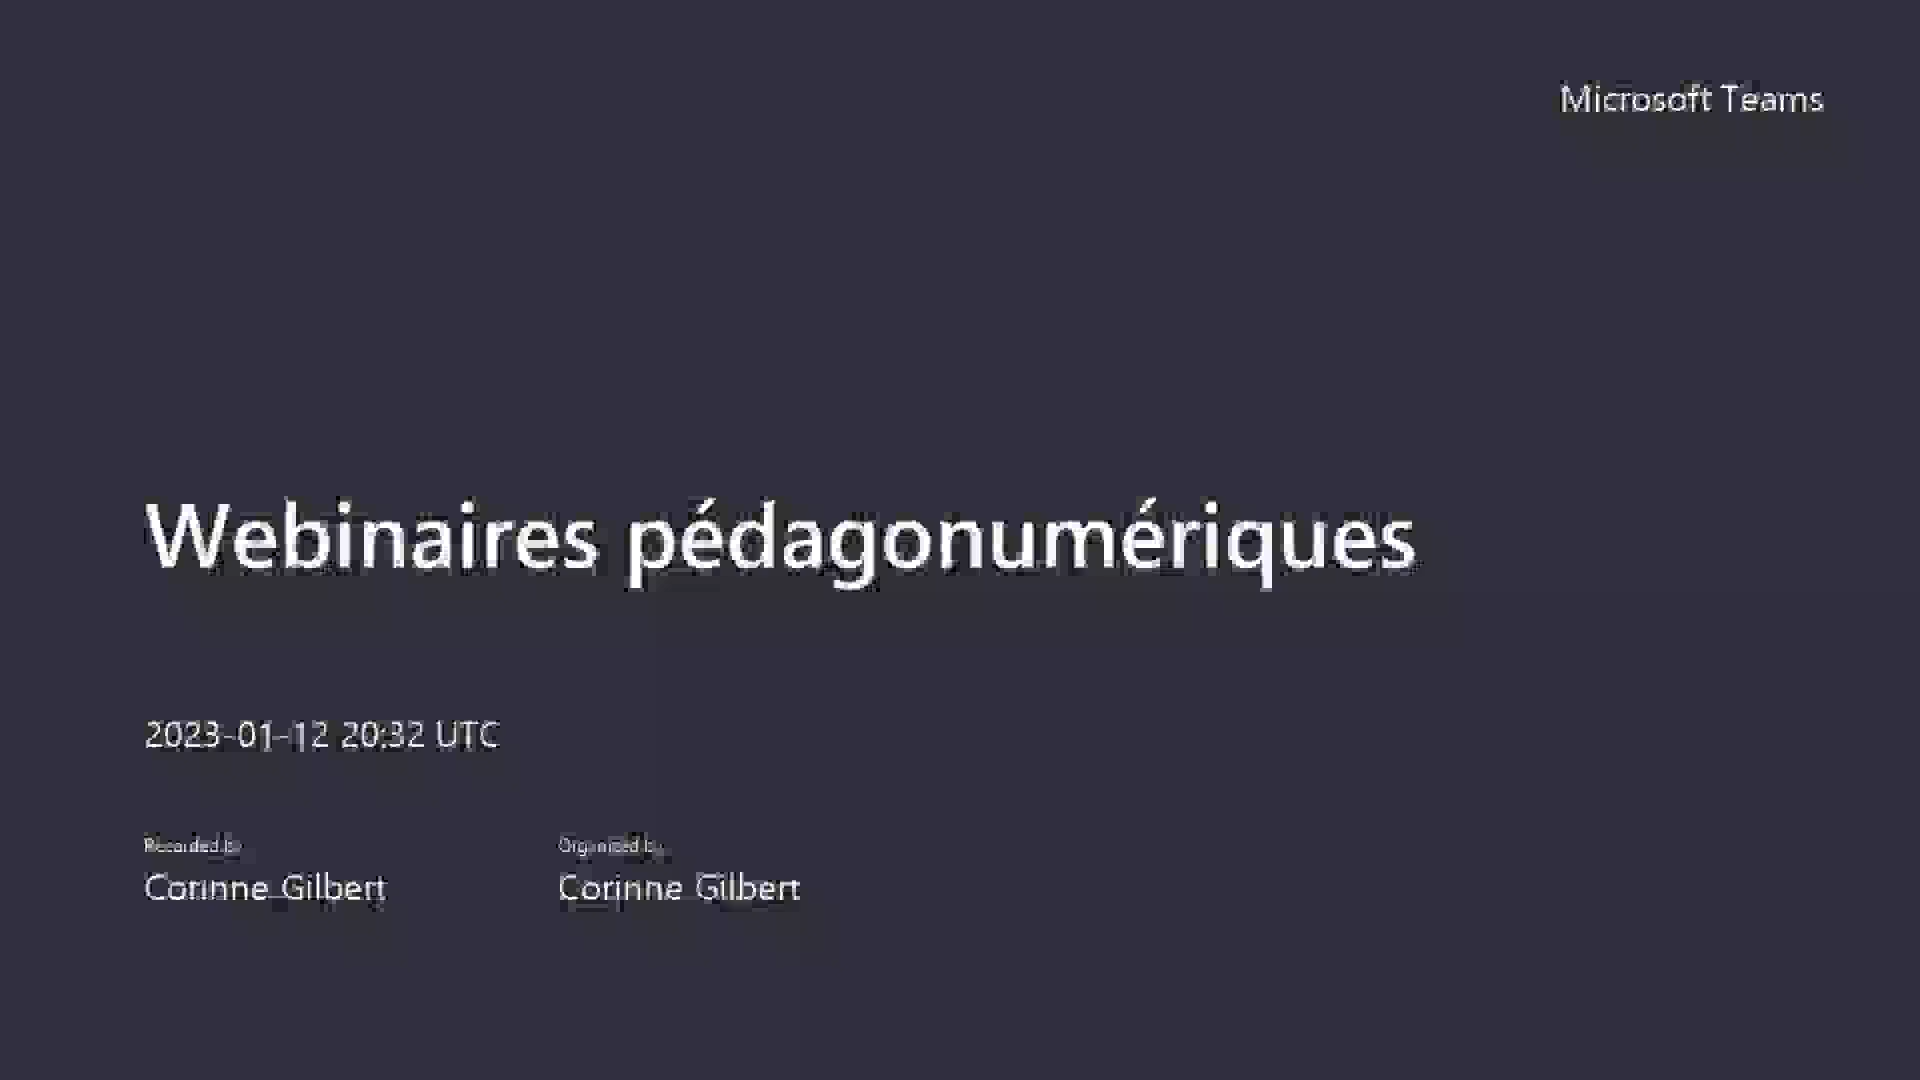 Microsoft Teams
Webinaires pédagonumériques
2023-01-12 20:32 UTC
Recorded by
Organized by
Corinne Gilbert
Corinne Gilbert